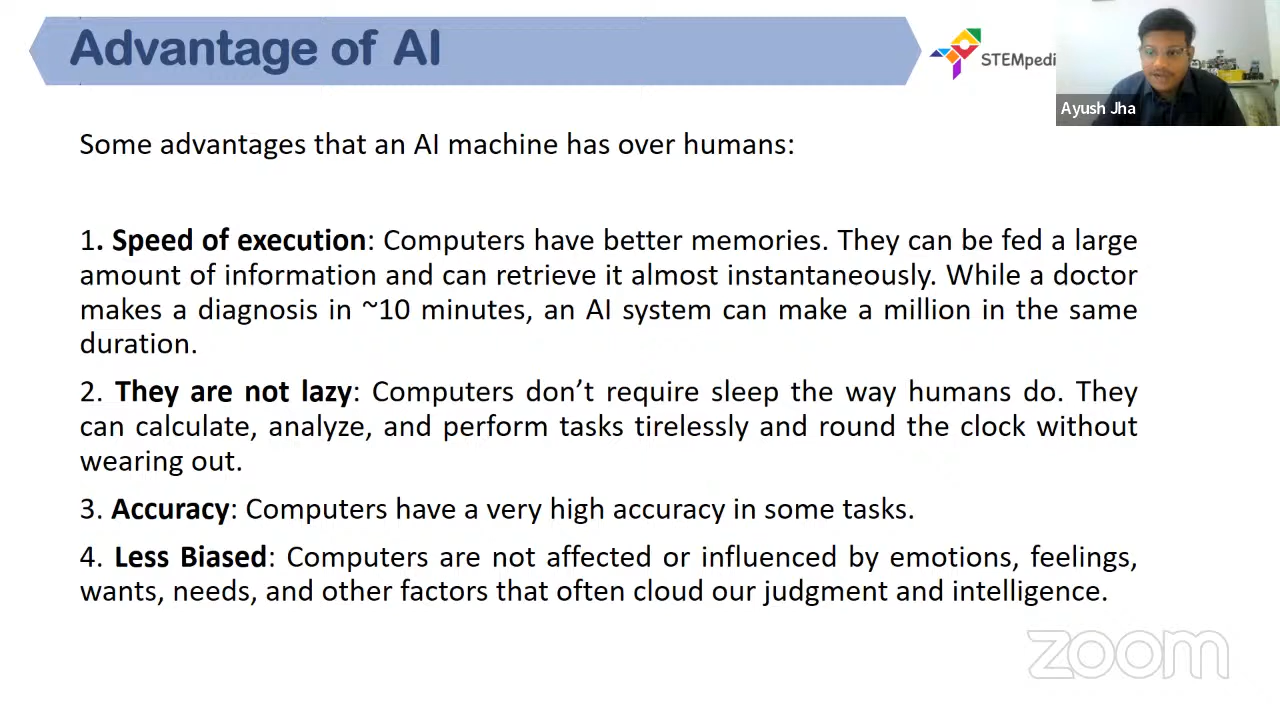 Advantage of AI
STEMpedi
Ayush Jha
Some advantages that an AI machine has over humans:
1. Speed of execution: Computers have better memories. They can be fed a large
amount of information and can retrieve it almost instantaneously. While a doctor
makes a diagnosis in ~10 minutes, an AI system can make a million in the same
duration.
2. They are not lazy: Computers don’t require sleep the way humans do. They
can calculate, analyze, and perform tasks tirelessly and round the clock without
wearing out.
3. Accuracy: Computers have a very high accuracy in some tasks.
4. Less Biased: Computers are not affected or influenced by emotions, feelings,
wants, needs, and other factors that often cloud our judgment and intelligence.
zoom